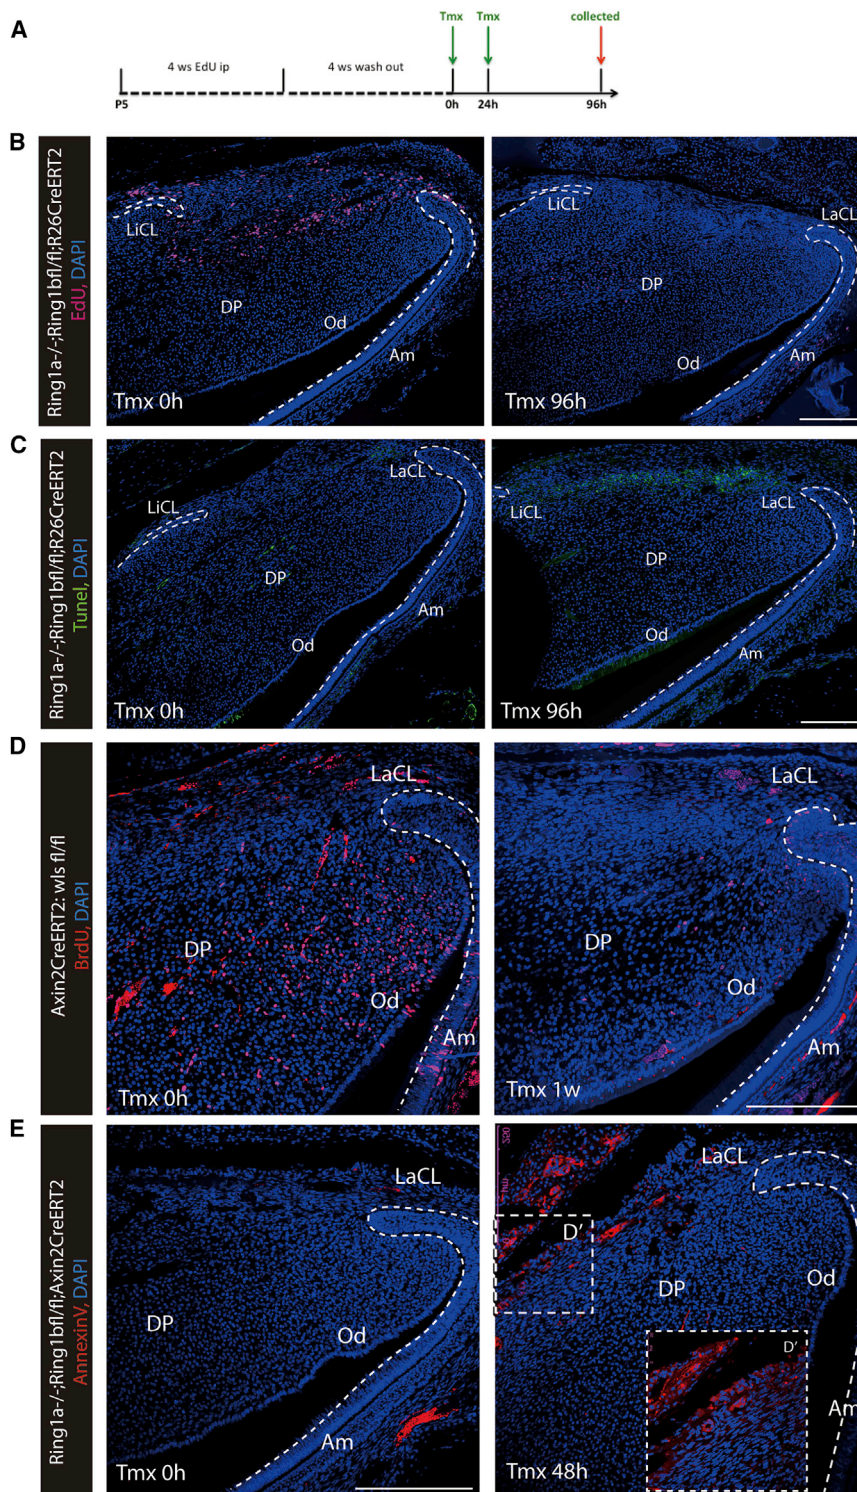 A
Tmx
Tmx
collected
4 ws EdU ip
4 ws wash out
P5
0h
24h
96h
B
Ring1a-/-;Ring1bfl/fl;R26CreERT2
EdU, DAPI
LiCL
DP
Od
Am
Tmx 0h
LiCL
LaCL
DP
Od
Am
Tmx 96h
C
Ring1a-/-;Ring1bfl/fl;R26CreERT2
Tunel, DAPI
LaCL
LiCL
DP
Od
Am
Tmx 0h
LiCL
LaCL
DP
Od
Am
Tmx 96h
D
Axin2CreERT2: wls fl/fl
BrdU, DAPI
LaCL
DP
Od
Am
Tmx 0h
LaCL
DP
Od
Am
Tmx 1w
E
Ring1a-/-;Ring1bfl/fl;Axin2CreERT2
AnnexinV, DAPI
LaCL
DP
Od
Am
Tmx 0h
LaCL
D’
DP
Od
D’
Am
Tmx 48h